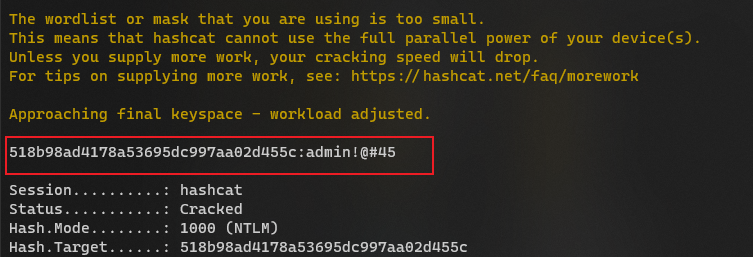 The wordlist or mask that you are using is too small.
This means that hashcat cannot use the full parallel power of your device(s).
Unless you supply more work, your cracking speed will drop.
For tips on supplying more work, see: https://hashcat.net/faq/morework
Approaching final keyspace - workload adjusted.
518b98ad4178a53695dc997aa02d455c:admin!@#45
Session..........: hashcat
Status...........: Cracked
Hash.Mode........: 1000 (NTLM)
Hash.Target......: 518b98ad4178a53695dc997aa02d455c